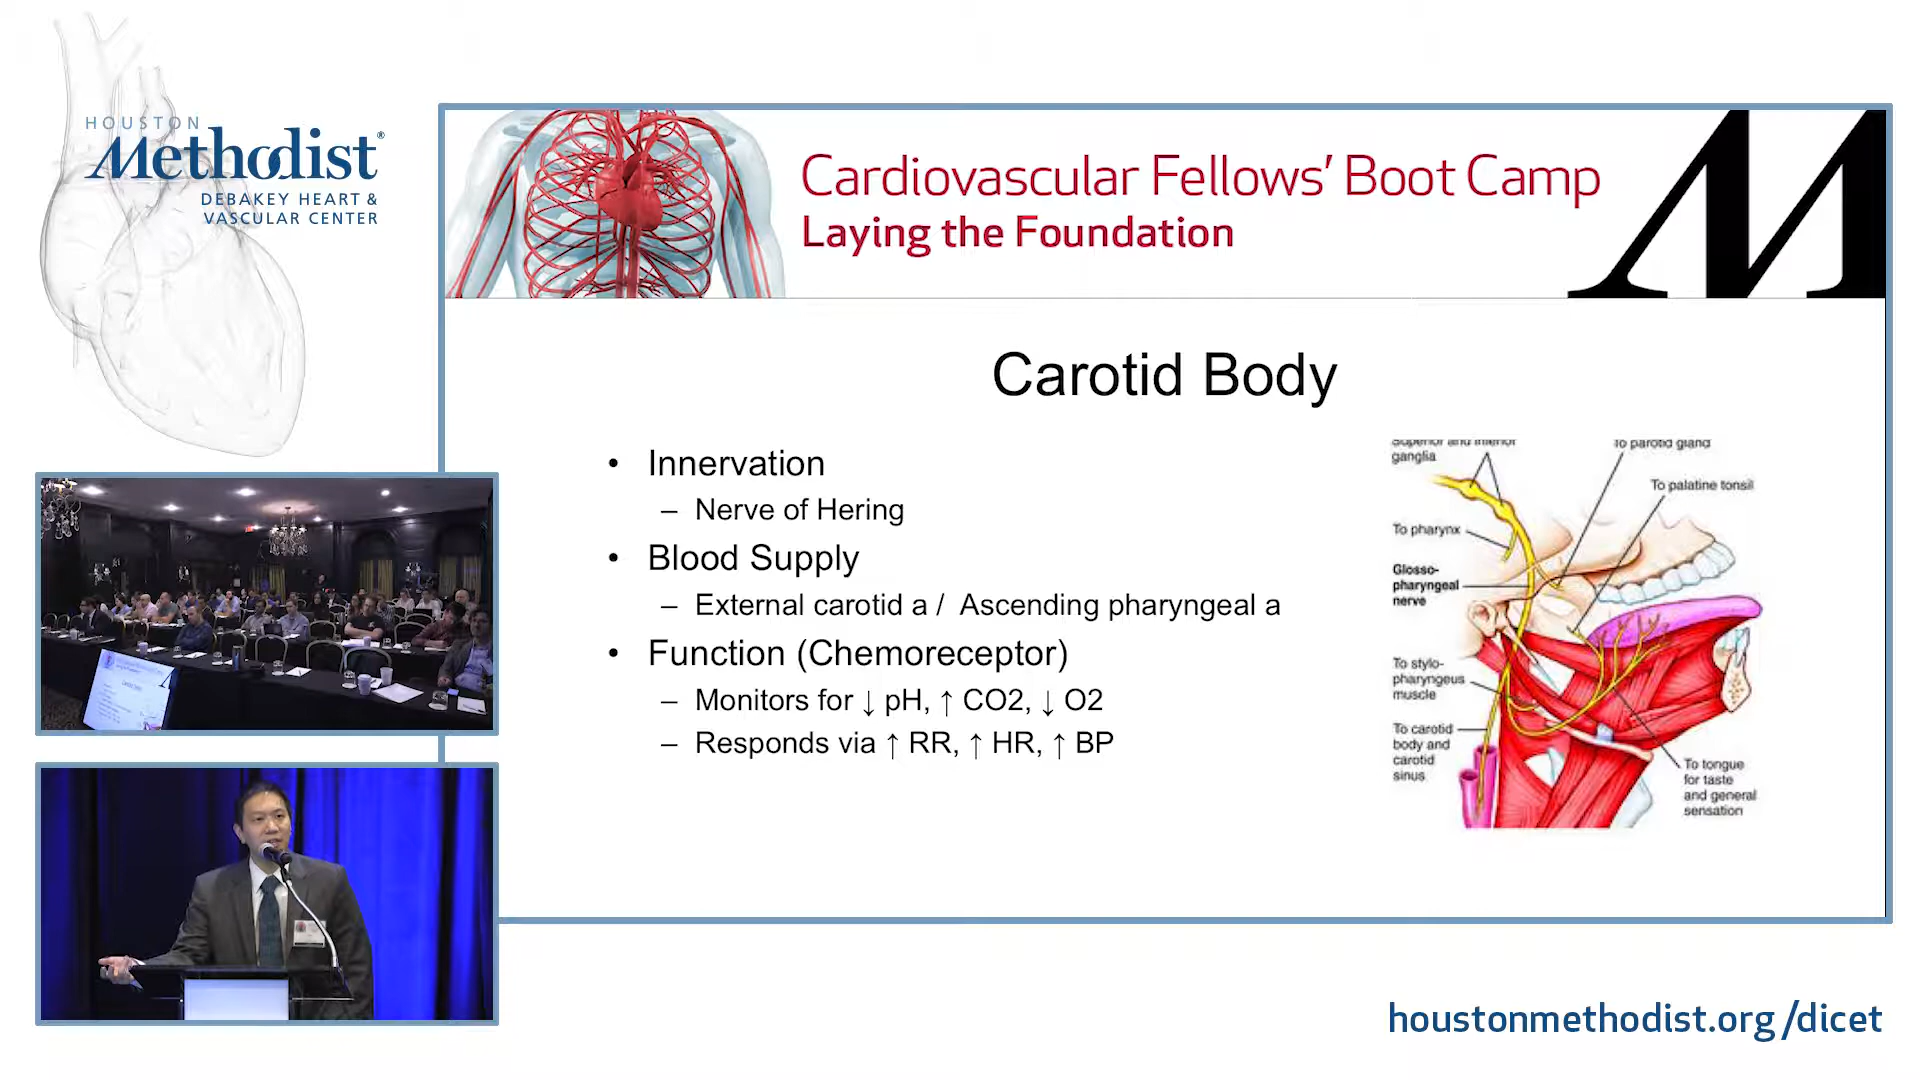 HOUSTON
Methodist®
DEBAKEY HEART &
VASCULAR CENTER
Cardiovascular Fellows’ Boot Camp
Laying the Foundation
M
Carotid Body
• Innervation
– Nerve of Hering
• Blood Supply
– External carotid a / Ascending pharyngeal a
• Function (Chemoreceptor)
– Monitors for ↓ pH, ↑ CO2, ↓ O2
– Responds via ↑ RR, ↑ HR, ↑ BP
Superior and inferior
ganglia
To parotid gland
To palatine tonsil
To pharynx
Glosso-
pharyngeal
nerve
To stylo-
pharyngeus
muscle
To carotid
body and
carotid
sinus
To tongue
for taste
and general
sensation
houstonmethodist.org/dicet